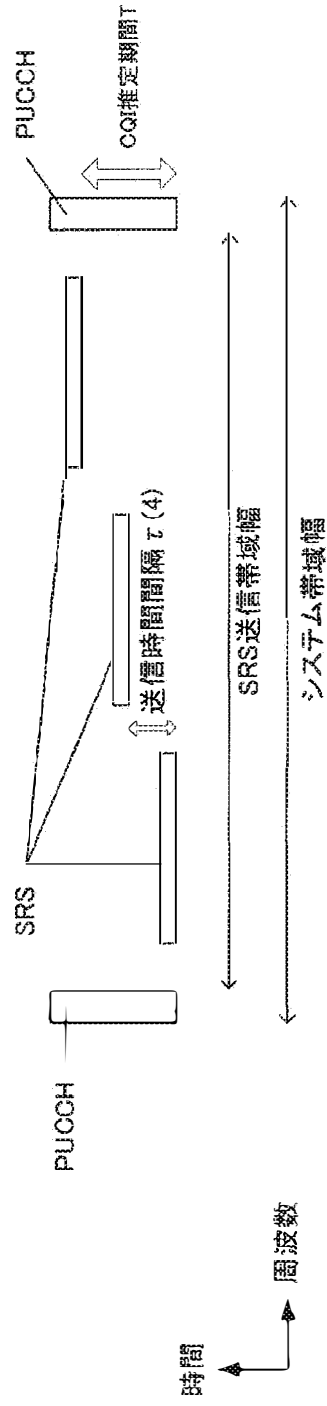 PUCCH
CQI推定期間T
SRS
送信時間間隔 τ (4)
PUCCH
SRS送信帯域幅
システム帯域幅
時間
周波数